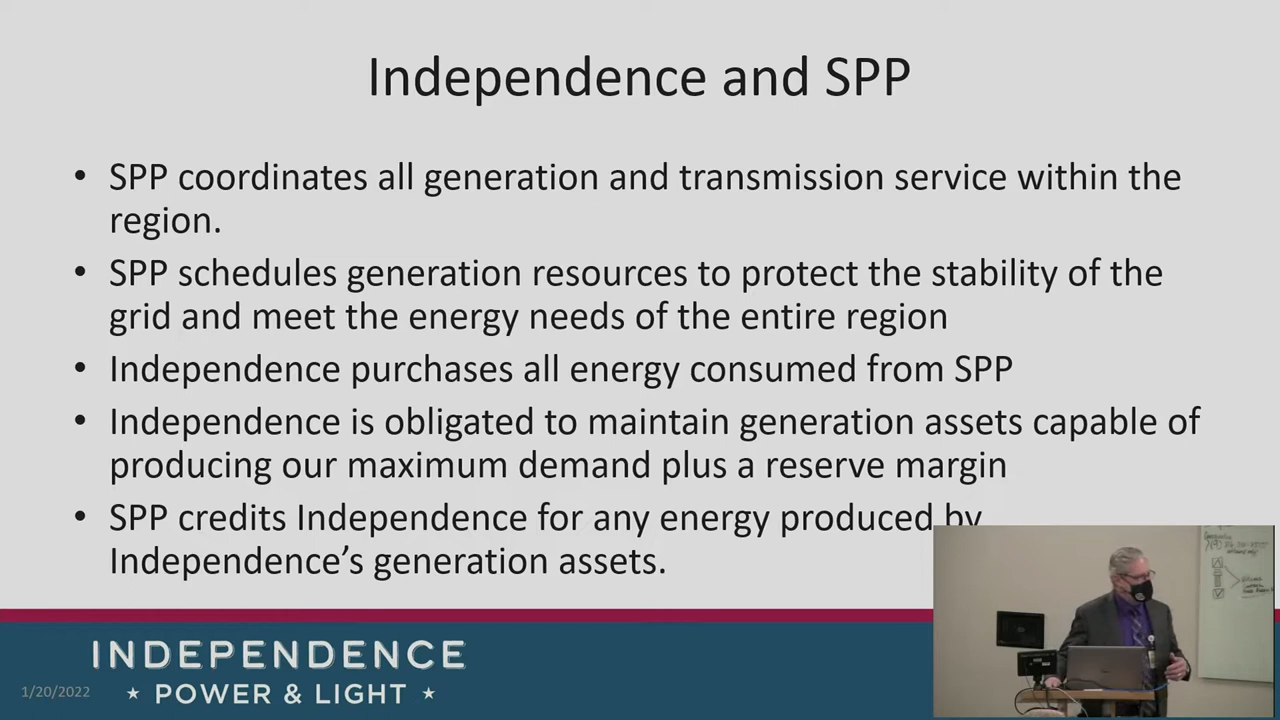 Independence and SPP
• SPP coordinates all generation and transmission service within the
region.
• SPP schedules generation resources to protect the stability of the
grid and meet the energy needs of the entire region
• Independence purchases all energy consumed from SPP
• Independence is obligated to maintain generation assets capable of
producing our maximum demand plus a reserve margin
• SPP credits Independence for any energy produced by
Independence’s generation assets.
INDEPENDENCE
1/20/2022
★ POWER & LIGHT ★